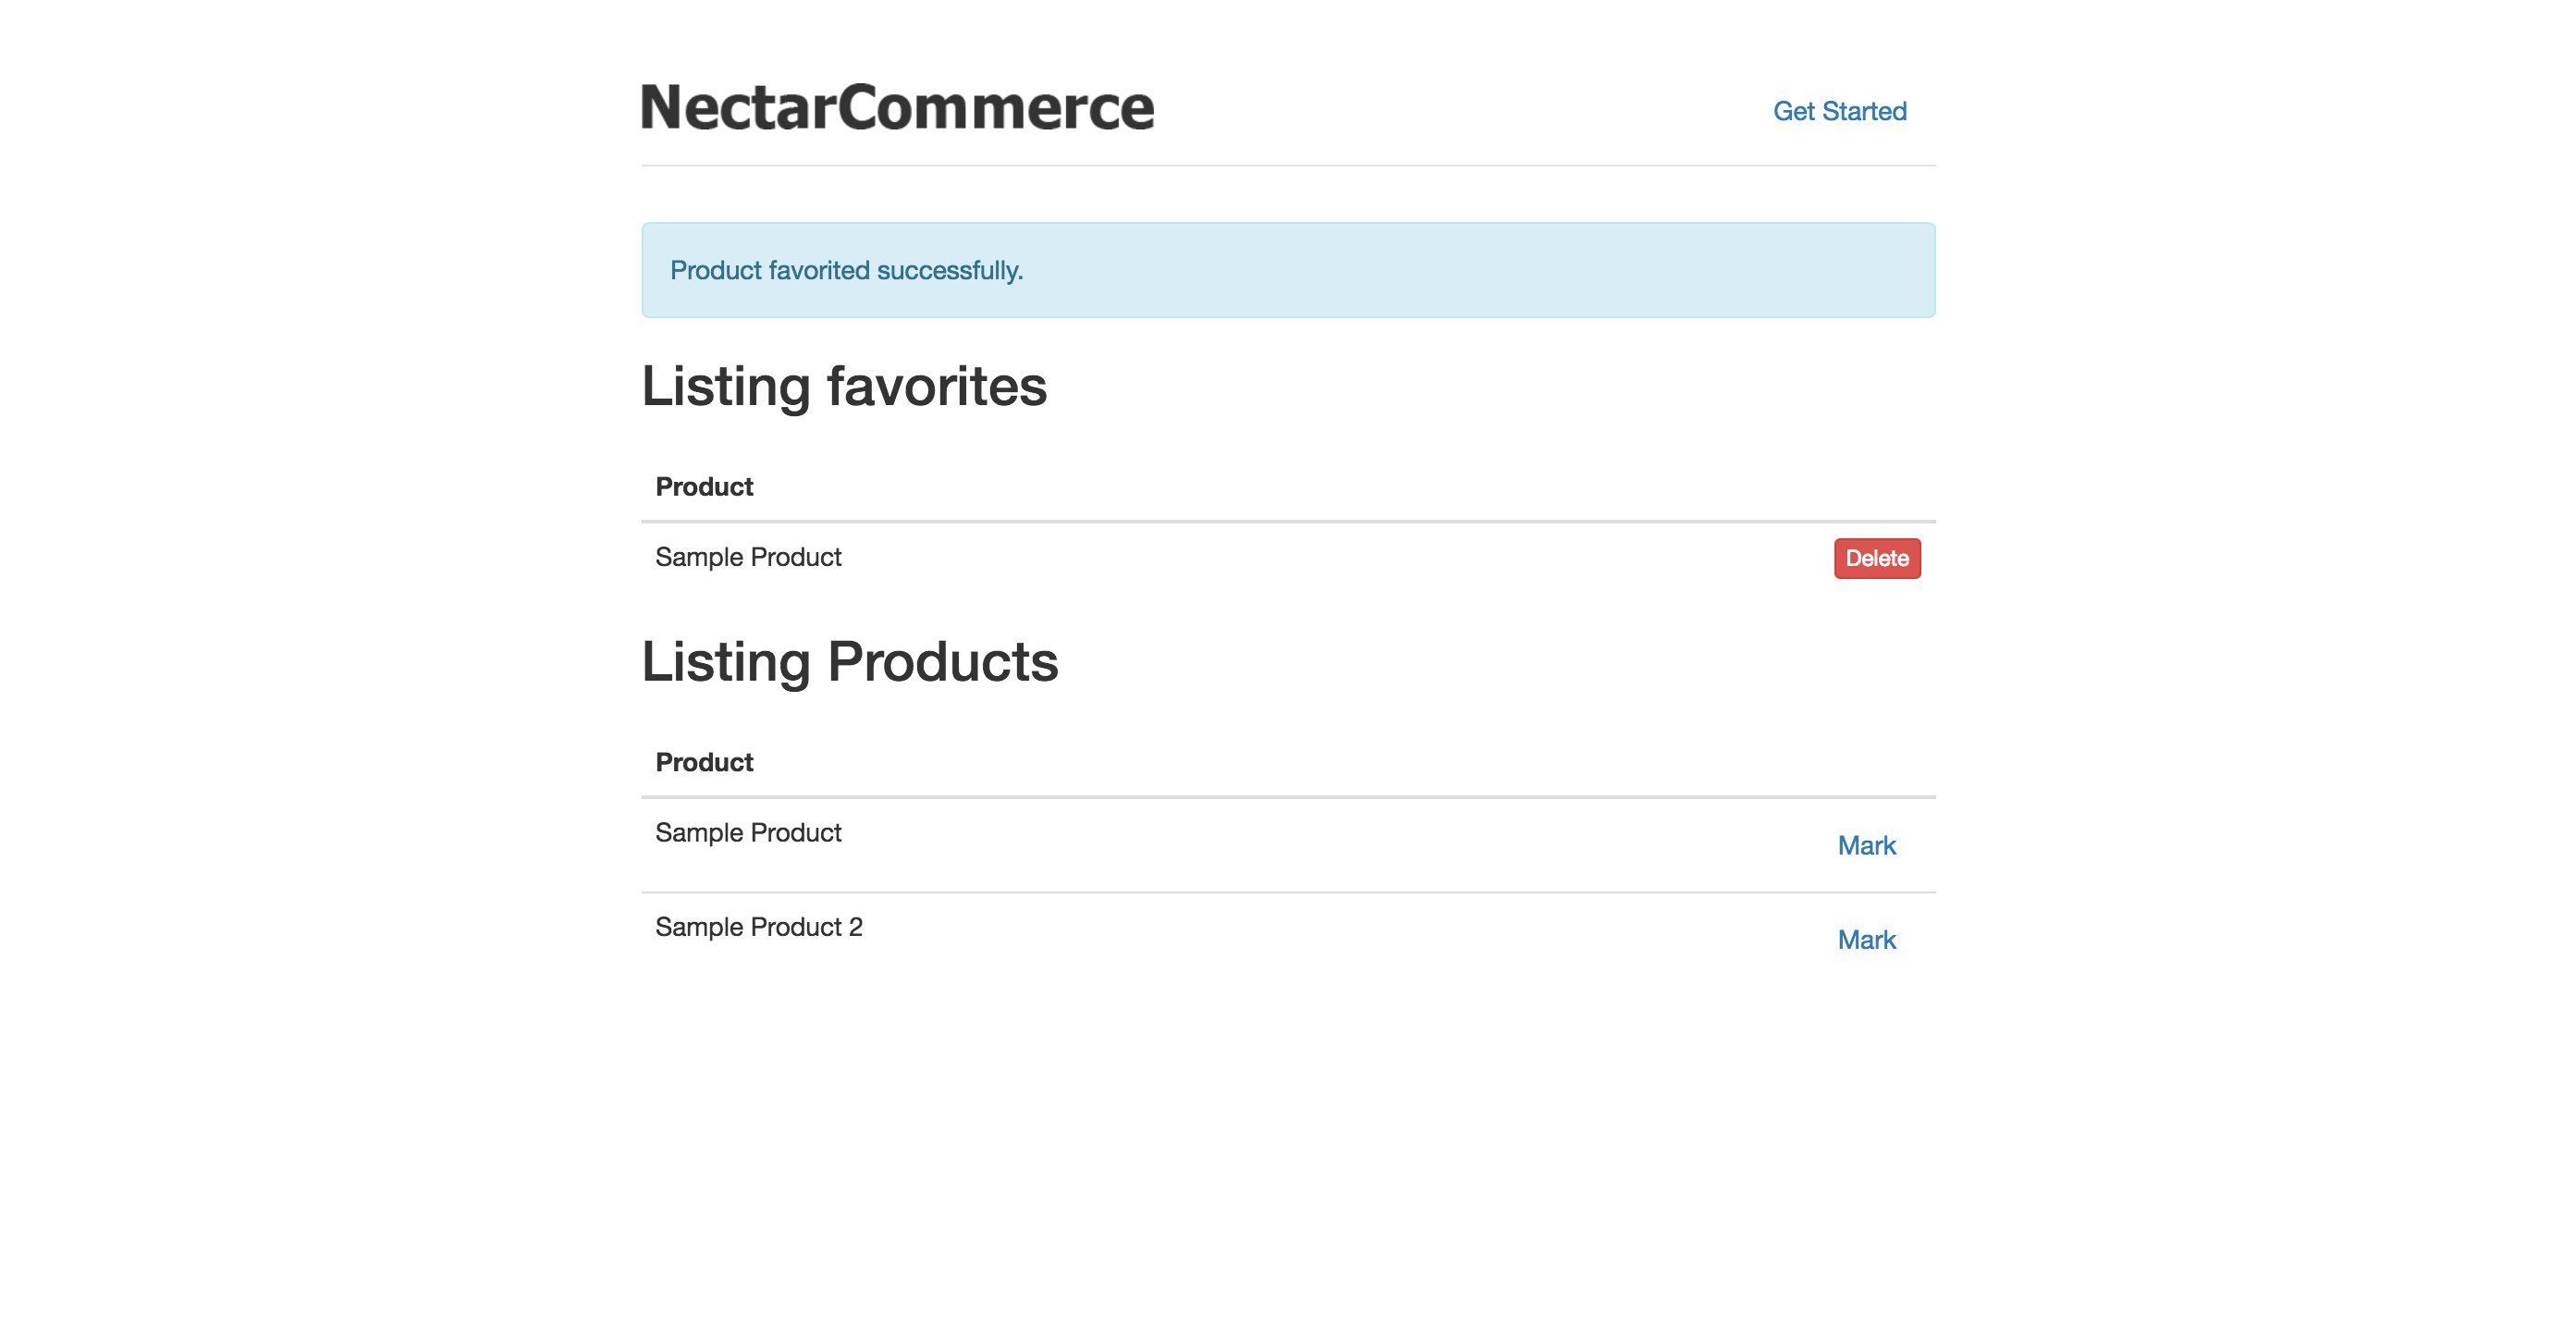 NectarCommerce
Get Started
Product favorited successfully.
Listing favorites
Product
Sample Product Delete
Listing Products
Product
Sample Product Mark
Sample Product 2 Mark